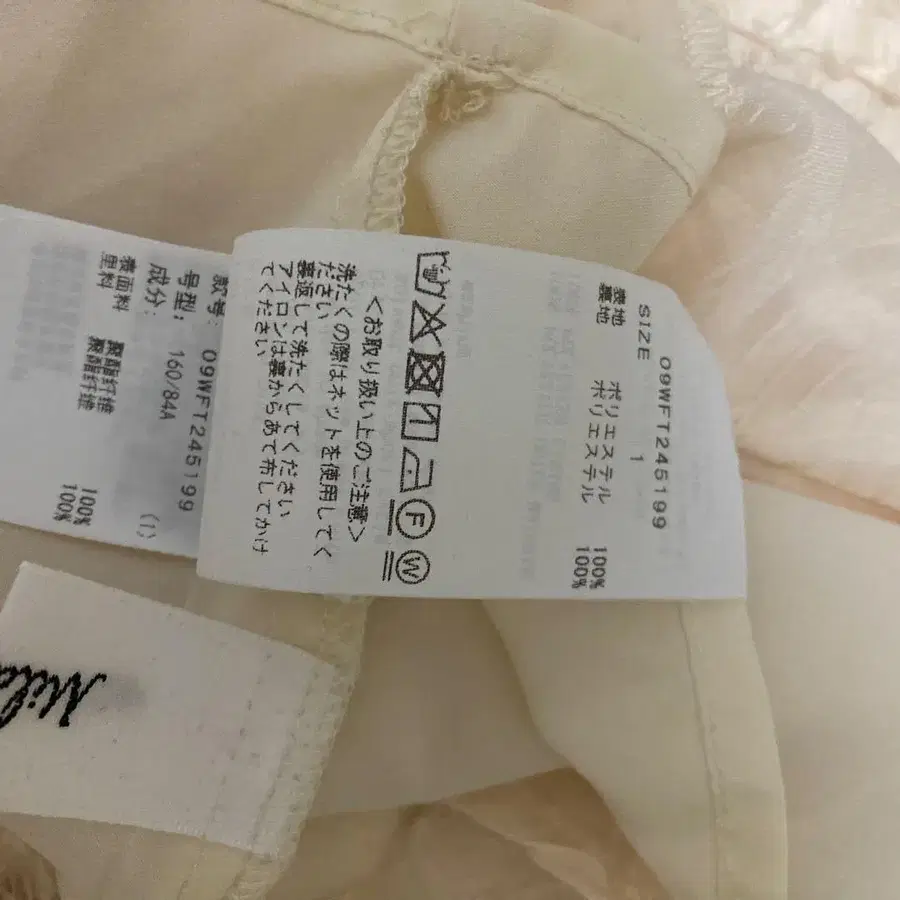 09WFT245199
SIZE 1
表地 ポリエステル 100%
裏地 ポリエステル 100%
F
W
<お取り扱い上のご注意>
洗たくの際はネットを使用してく
ださい
裏返して洗たくしてください
アイロンは裏からあて布してかけ
てください
款号: 09WFT245199
号型: 160/84A (1)
成分:
覆面料 聚酯纤维 100%
里料 聚酯纤维 100%